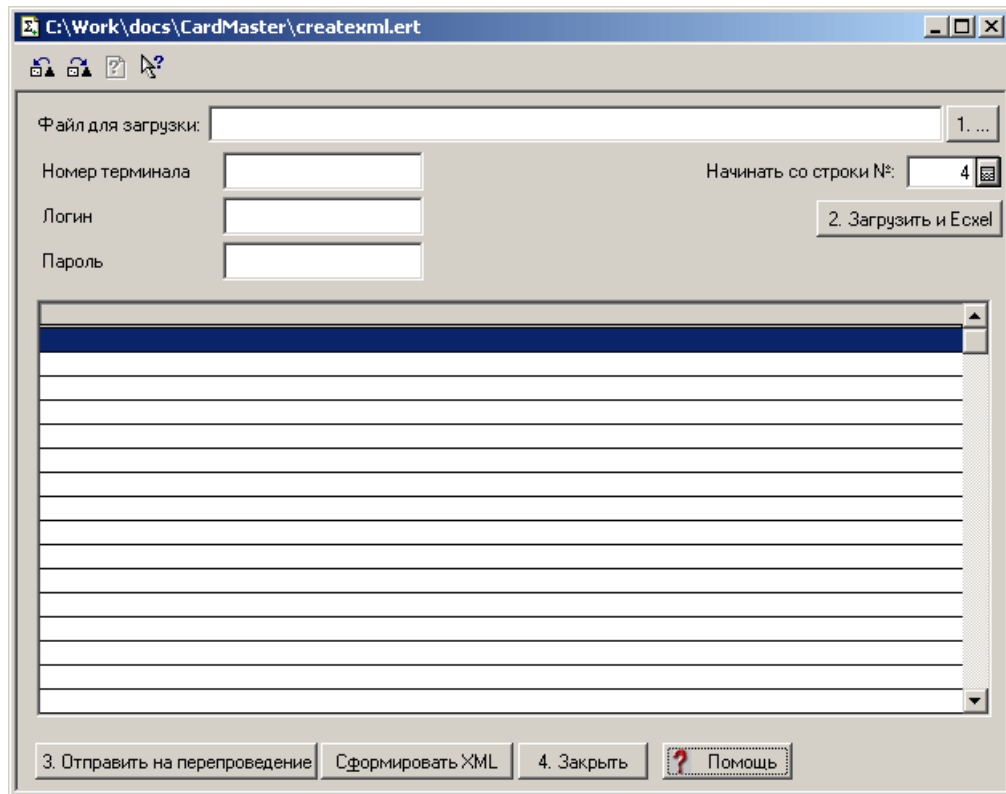 C:\Work\docs\CardMaster\createxml.ert
Файл для загрузки: 1. ...
Номер терминала Начинать со строки №: 4
Логин 2. Загрузить и Ecxel
Пароль
3. Отправить на перепроведение Сформировать XML 4. Закрыть ? Помощь